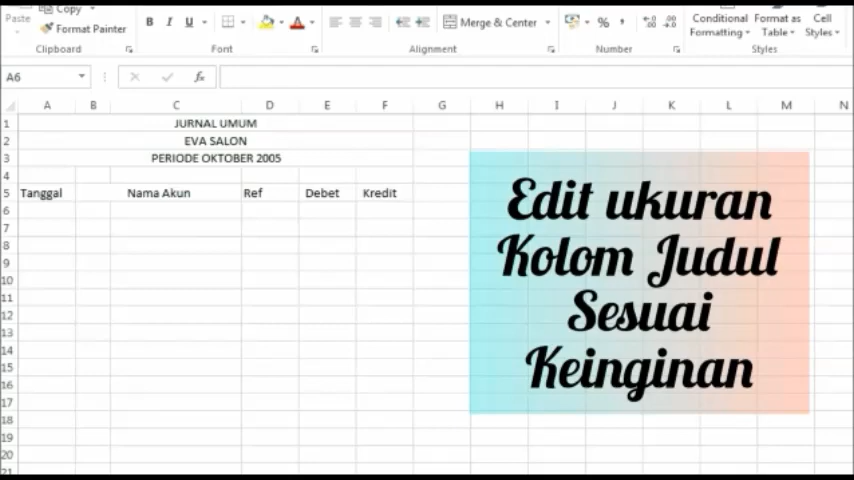 Copy
Paste
Format Painter
B I U
A
Merge & Center
%
Conditional Formatting
Format as Table
Cell Styles
Clipboard Font Alignment Number Styles
A6 fx
A B C D E F G H I J K L M N
1 JURNAL UMUM
2 EVA SALON
3 PERIODE OKTOBER 2005
4
5 Tanggal Nama Akun Ref Debet Kredit
6
7
8
9
10
11
12
13
14
15
16
17
18
19
20
21
Edit ukuran
Kolom Judul
Sesuai
Keinginan